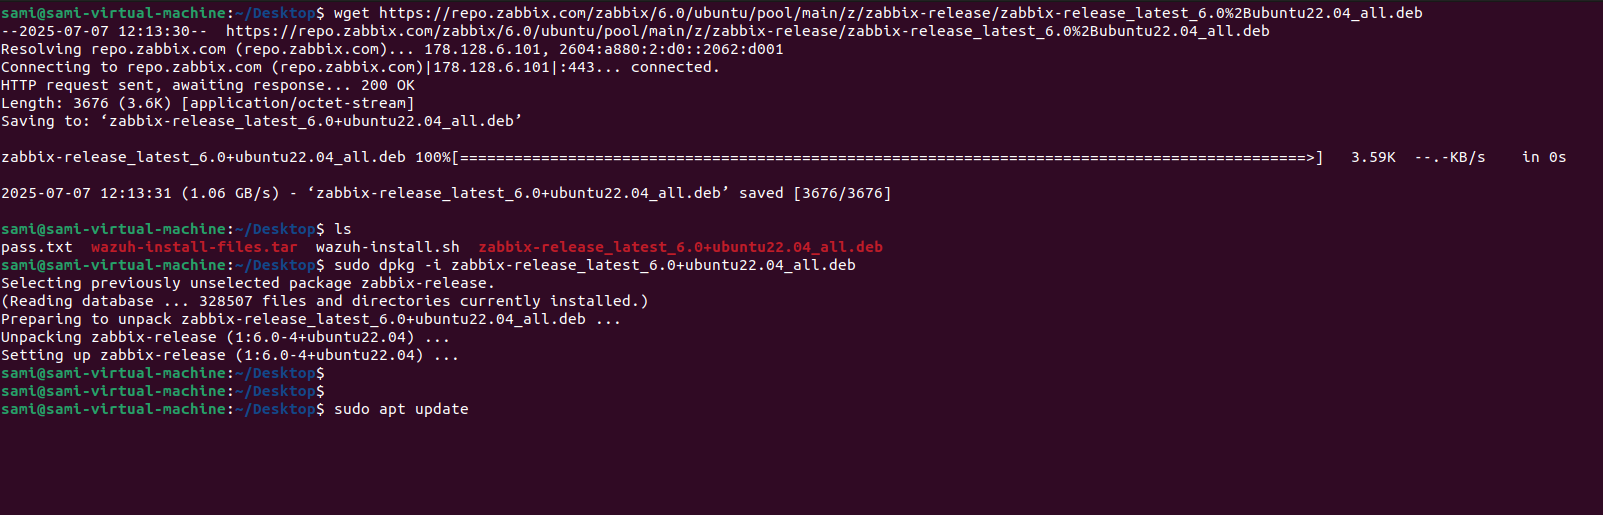 sami@sami-virtual-machine:~/Desktop$ wget https://repo.zabbix.com/zabbix/6.0/ubuntu/pool/main/z/zabbix-release/zabbix-release_latest_6.0%2Bubuntu22.04_all.deb
--2025-07-07 12:13:30--  https://repo.zabbix.com/zabbix/6.0/ubuntu/pool/main/z/zabbix-release/zabbix-release_latest_6.0%2Bubuntu22.04_all.deb
Resolving repo.zabbix.com (repo.zabbix.com)... 178.128.6.101, 2604:a880:2:d0::2062:d001
Connecting to repo.zabbix.com (repo.zabbix.com)|178.128.6.101|:443... connected.
HTTP request sent, awaiting response... 200 OK
Length: 3676 (3.6K) [application/octet-stream]
Saving to: ‘zabbix-release_latest_6.0+ubuntu22.04_all.deb’
zabbix-release_latest_6.0+ubuntu22.04_all.deb 100%[==============================================================================================>]   3.59K  --.-KB/s    in 0s
2025-07-07 12:13:31 (1.06 GB/s) - ‘zabbix-release_latest_6.0+ubuntu22.04_all.deb’ saved [3676/3676]
sami@sami-virtual-machine:~/Desktop$ ls
pass.txt  wazuh-install-files.tar  wazuh-install.sh  zabbix-release_latest_6.0+ubuntu22.04_all.deb
sami@sami-virtual-machine:~/Desktop$ sudo dpkg -i zabbix-release_latest_6.0+ubuntu22.04_all.deb
Selecting previously unselected package zabbix-release.
(Reading database ... 328507 files and directories currently installed.)
Preparing to unpack zabbix-release_latest_6.0+ubuntu22.04_all.deb ...
Unpacking zabbix-release (1:6.0-4+ubuntu22.04) ...
Setting up zabbix-release (1:6.0-4+ubuntu22.04) ...
sami@sami-virtual-machine:~/Desktop$
sami@sami-virtual-machine:~/Desktop$
sami@sami-virtual-machine:~/Desktop$ sudo apt update